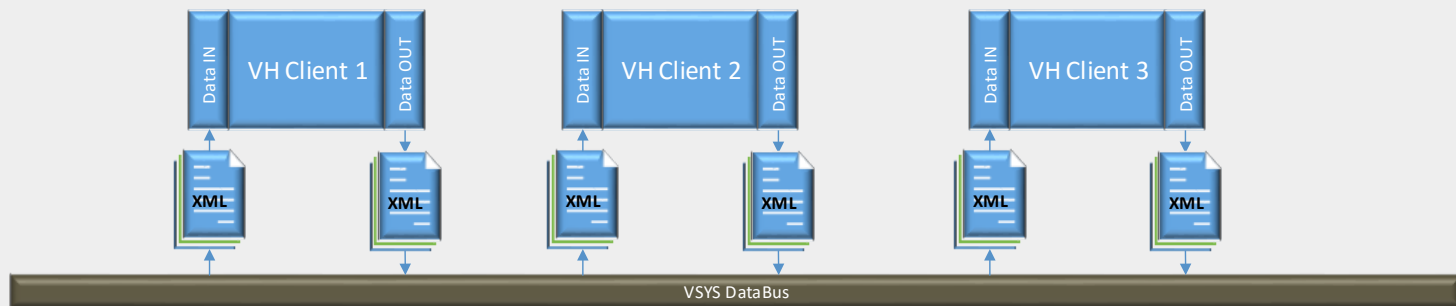 Data IN
VH Client 1
Data OUT
Data IN
VH Client 2
Data OUT
Data IN
VH Client 3
Data OUT
XML
XML
XML
XML
XML
XML
VSYS DataBus